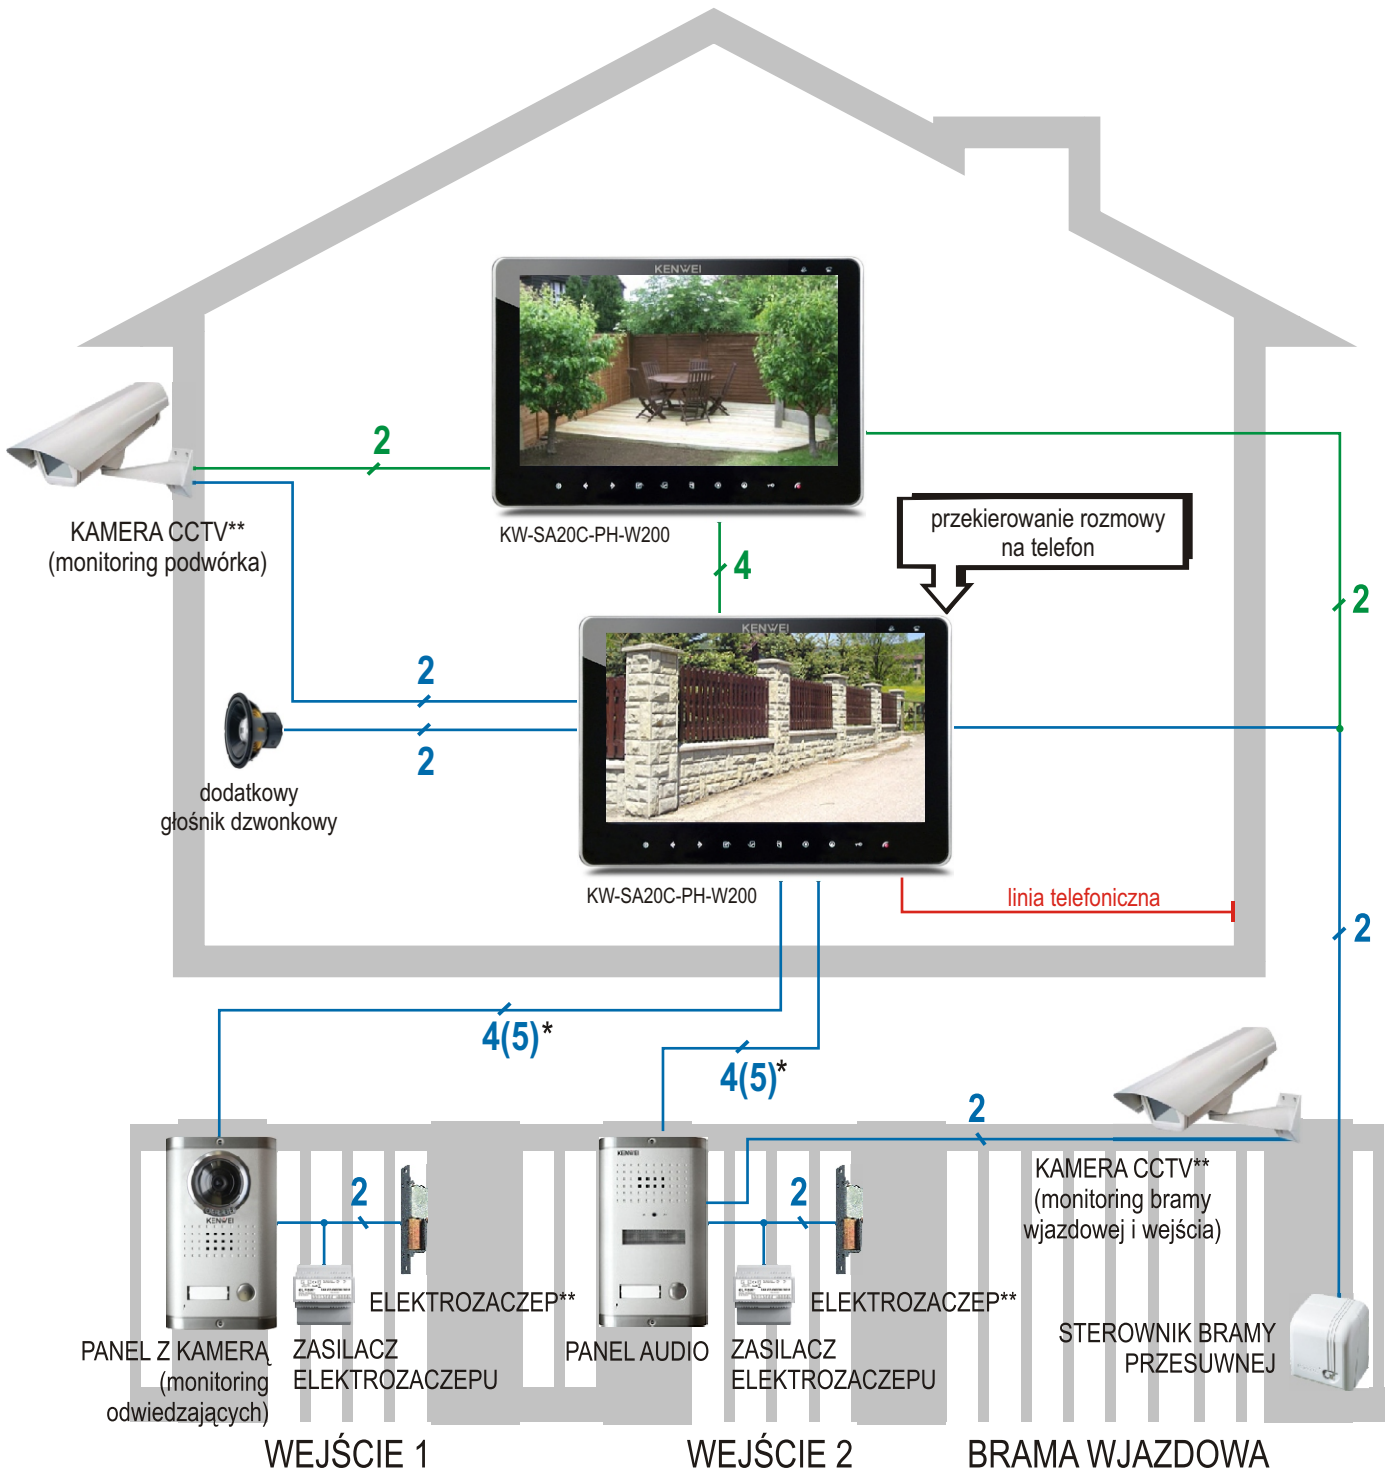 KENWEI
2
2
KAMERA CCTV**
(monitoring podwórka)
KW-SA20C-PH-W200
przekierowanie rozmowy
na telefon
4
2
KENWEI
2
2
dodatkowy
głośnik dzwonkowy
KW-SA20C-PH-W200
linia telefoniczna
2
4(5)*
4(5)*
2
KENWEI
KENWEI
2
2
KAMERA CCTV**
(monitoring bramy
wjazdowej i wejścia)
ELEKTROZACZEP**
ELEKTROZACZEP**
PANEL Z KAMERĄ
(monitoring
odwiedzających)
ZASILACZ
ELEKTROZACZEPU
PANEL AUDIO
ZASILACZ
ELEKTROZACZEPU
STEROWNIK BRAMY
PRZESUWNEJ
WEJŚCIE 1
WEJŚCIE 2
BRAMA WJAZDOWA